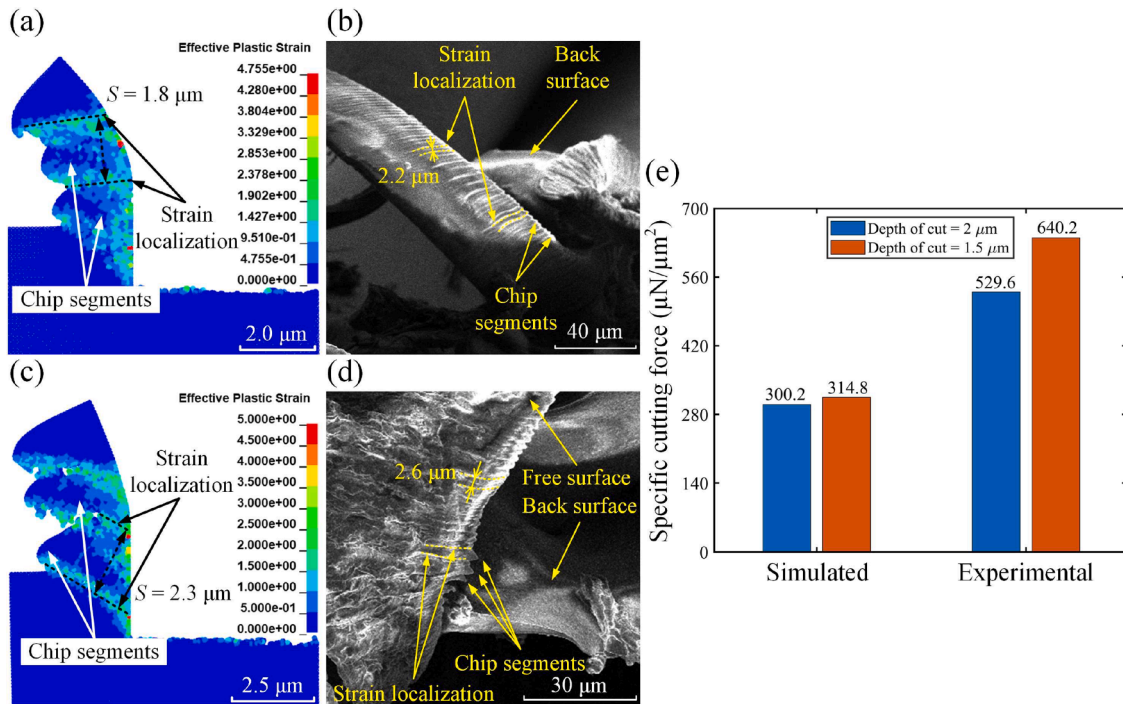 (a)
Effective Plastic Strain
4.755e+00
4.280e+00
3.804e+00
3.329e+00
2.853e+00
2.378e+00
1.902e+00
1.427e+00
9.510e-01
4.755e-01
0.000e+00
S = 1.8 μm
Strain
localization
Chip segments
2.0 μm
(b)
Strain
localization
Back
surface
2.2 μm
Chip
segments
40 μm
(c)
Effective Plastic Strain
5.000e+00
4.500e+00
4.000e+00
3.500e+00
3.000e+00
2.500e+00
2.000e+00
1.500e+00
1.000e+00
5.000e-01
0.000e+00
Strain
localization
S = 2.3 μm
Chip segments
2.5 μm
(d)
2.6 μm
Free surface
Back surface
Chip segments
Strain localization
30 μm
(e)
Specific cutting force (μN/μm²)
700
560
420
280
140
0
Depth of cut = 2 μm
Depth of cut = 1.5 μm
300.2
314.8
529.6
640.2
Simulated
Experimental